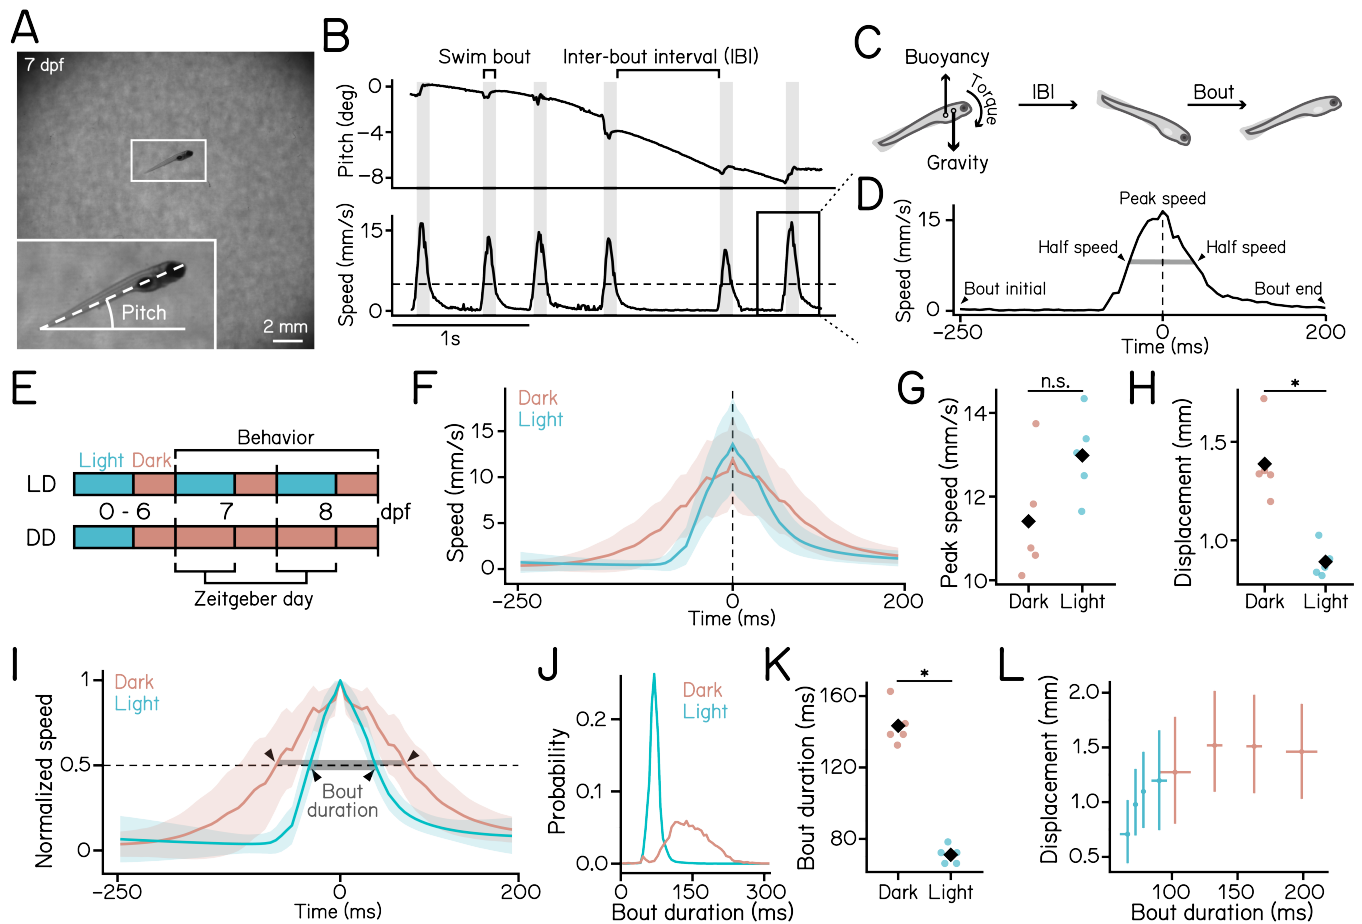 A
7 dpf
Pitch
2 mm
B
Swim bout
Inter-bout interval (IBI)
Pitch (deg)
0
−4
−8
Speed (mm/s)
15
0
1s
C
Buoyancy
Torque
Gravity
IBI
Bout
D
Speed (mm/s)
15
0
Peak speed
Half speed
Half speed
Bout initial
Bout end
−250
0
200
Time (ms)
E
Behavior
Light
Dark
LD
0 - 6
7
8
dpf
DD
Zeitgeber day
F
Dark
Light
Speed (mm/s)
15
10
5
0
−250
0
200
Time (ms)
G
n.s.
Peak speed (mm/s)
14
12
10
Dark
Light
H
*
Displacement (mm)
1.5
1.0
Dark
Light
I
Dark
Light
Normalized speed
1
0.5
0
Bout
duration
−250
0
200
Time (ms)
J
Dark
Light
Probability
0.2
0.1
0.0
0
150
300
Bout duration (ms)
K
*
Bout duration (ms)
160
120
80
Dark
Light
L
Displacement (mm)
2.0
1.5
1.0
0.5
100
150
200
Bout duration (ms)